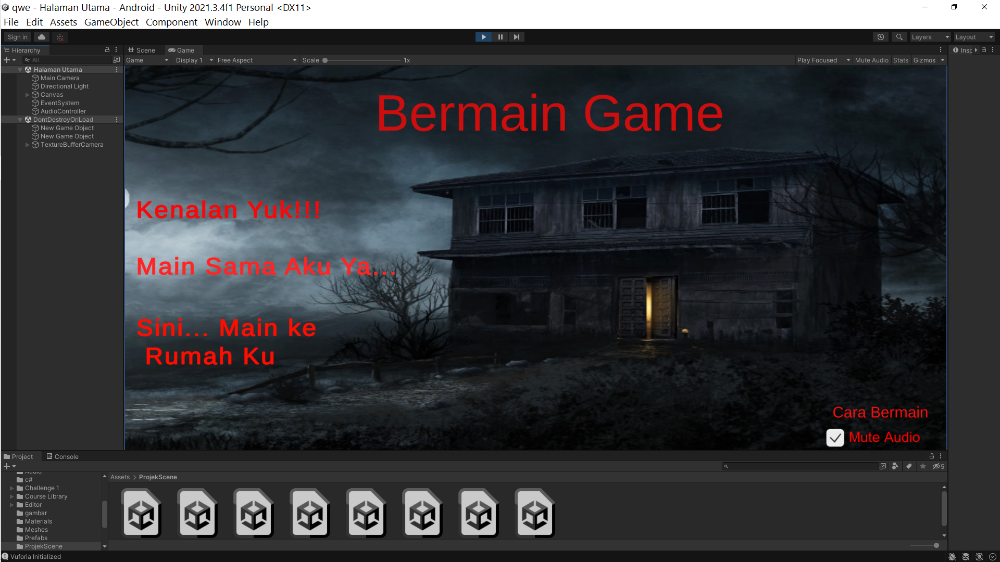 qwe - Halaman Utama - Android - Unity 2021.3.4f1 Personal <DX11>
File Edit Assets GameObject Component Window Help
Sign in
Layers
Layout
Hierarchy
Scene
Game
Insp
All
Game
Display 1
Free Aspect
Scale
1x
Play Focused
Mute Audio
Stats
Gizmos
Halaman Utama
Main Camera
Directional Light
Canvas
EventSystem
AudioController
DontDestroyOnLoad
New Game Object
New Game Object
TextureBufferCamera
Bermain Game
Kenalan Yuk!!!
Main Sama Aku Ya...
Sini... Main ke
Rumah Ku
Cara Bermain
Mute Audio
Project
Console
5
Audio
c#
Challenge 1
Course Library
Editor
gambar
Materials
Meshes
Prefabs
ProjekScene
Assets > ProjekScene
Vuforia Initialized